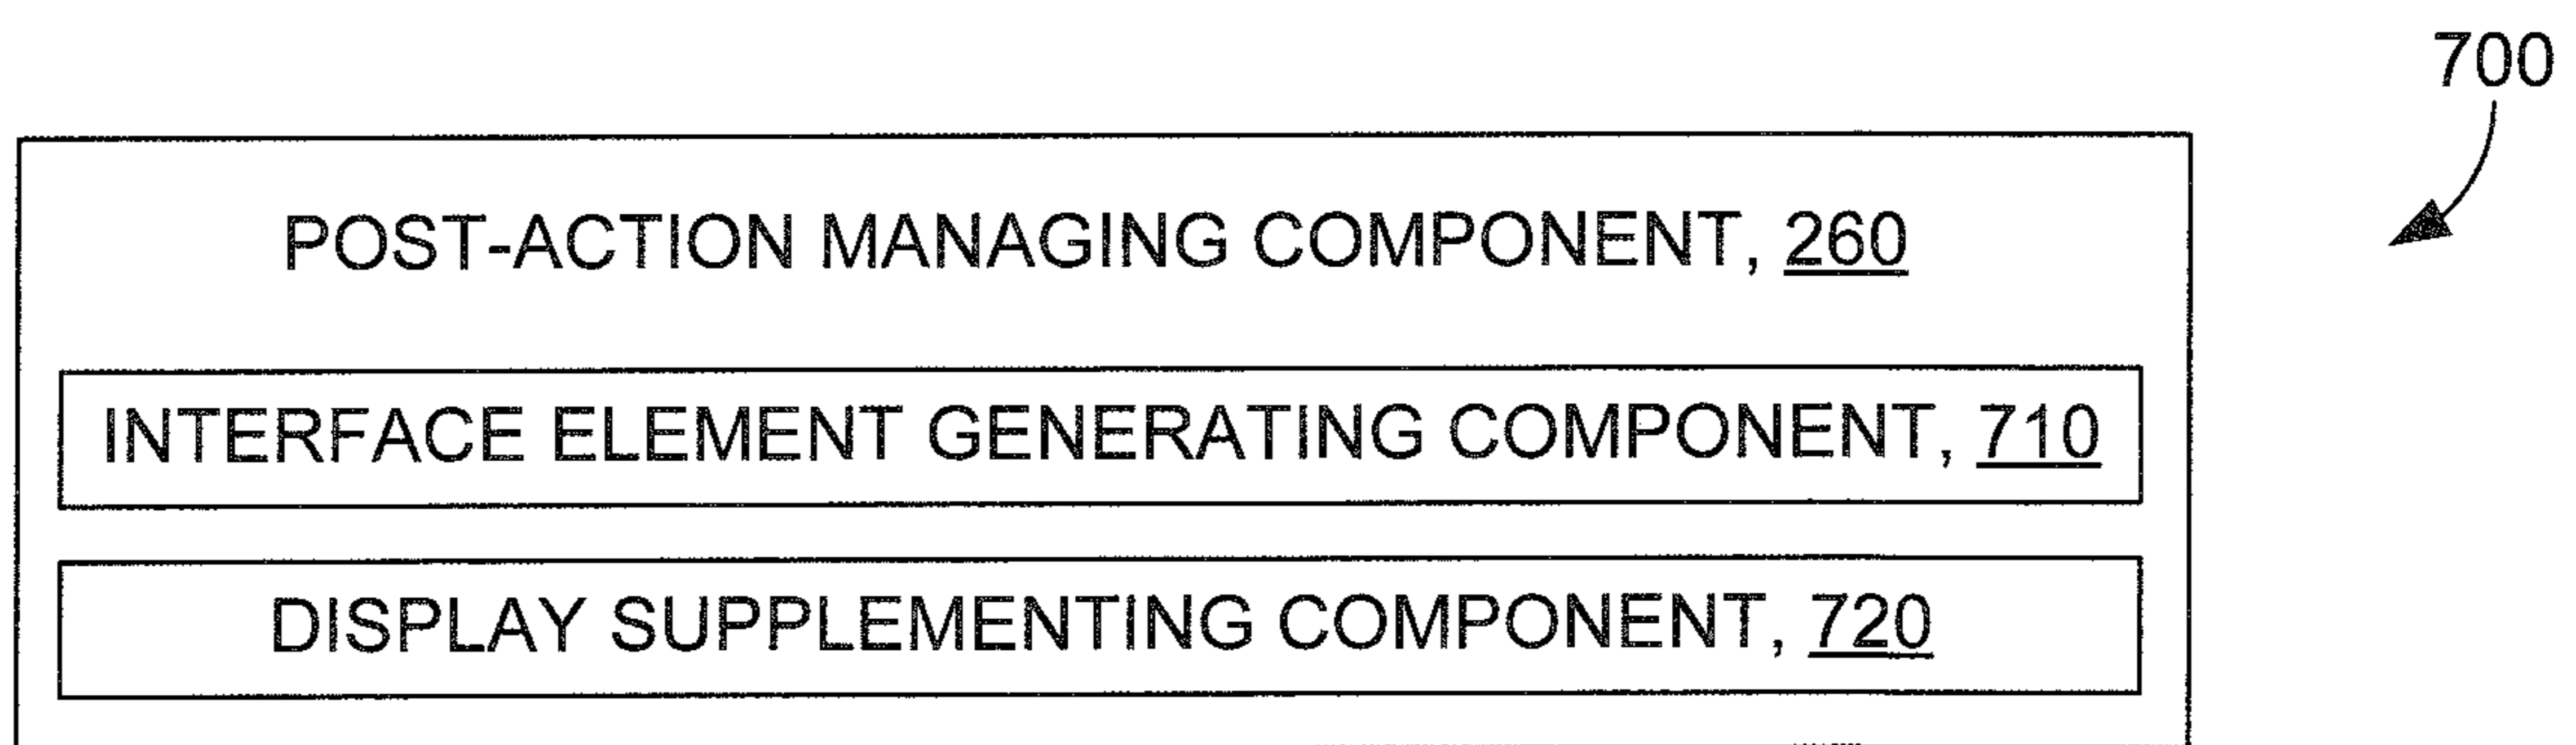 700
POST-ACTION MANAGING COMPONENT, 260
INTERFACE ELEMENT GENERATING COMPONENT, 710
DISPLAY SUPPLEMENTING COMPONENT, 720